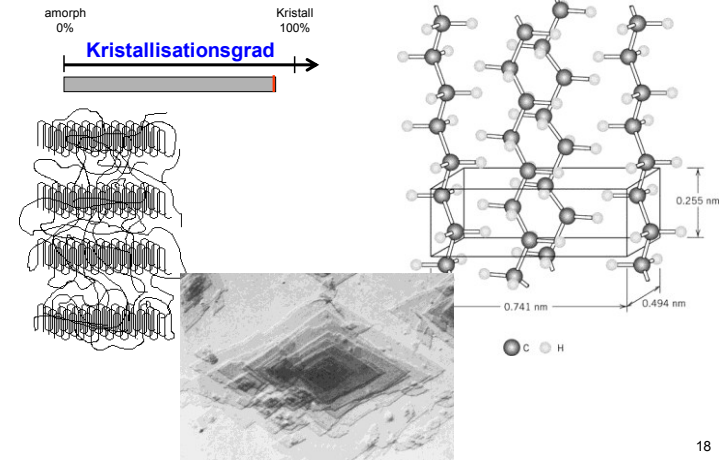 amorph
0%
Kristall
100%
Kristallisationsgrad
0.255 nm
0.741 nm
0.494 nm
C H
18